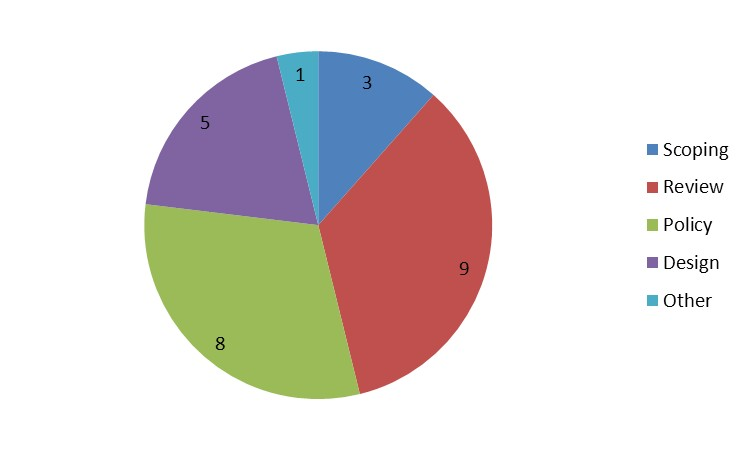 1
3
5
9
8
Scoping
Review
Policy
Design
Other